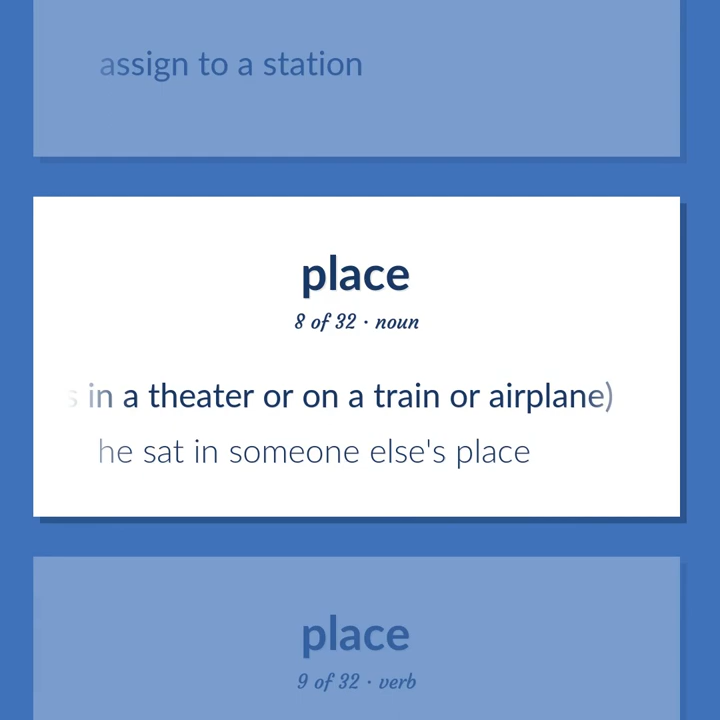 assign to a station
place
8 of 32 · noun
s in a theater or on a train or airplane)
he sat in someone else's place
place
9 of 32 · verb